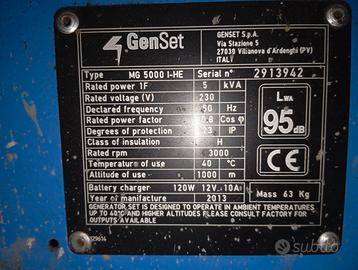 GenSet
GENSET S.p.A.
Via Stazione 5
27030 Villanova d'Ardenghi (PV)
ITALY
Type MG 5000 I-HE Serial n° 2913942
Rated power 1F 5 kVA
Rated voltage (V) 230
Declared frequency 50 Hz
Rated power factor 0.8 Cos φ
Degrees of protection 23 IP
Class of insulation H
Rated rpm 3000
Temperature of use 40 °C
Altitude of use 1000 m
LWA
95dB
CE
Battery charger 120W 12V. 10A.
Mass 63 Kg
Year of manufacture 2013
GENERATOR SET IS DESIGNED TO OPERATE IN AMBIENT TEMPERATURES
UP TO 40°C AND HIGHER ALTITUDES PLEASE CONSULT FACTORY FOR
OUTPUTS AVAILABLE.
subito